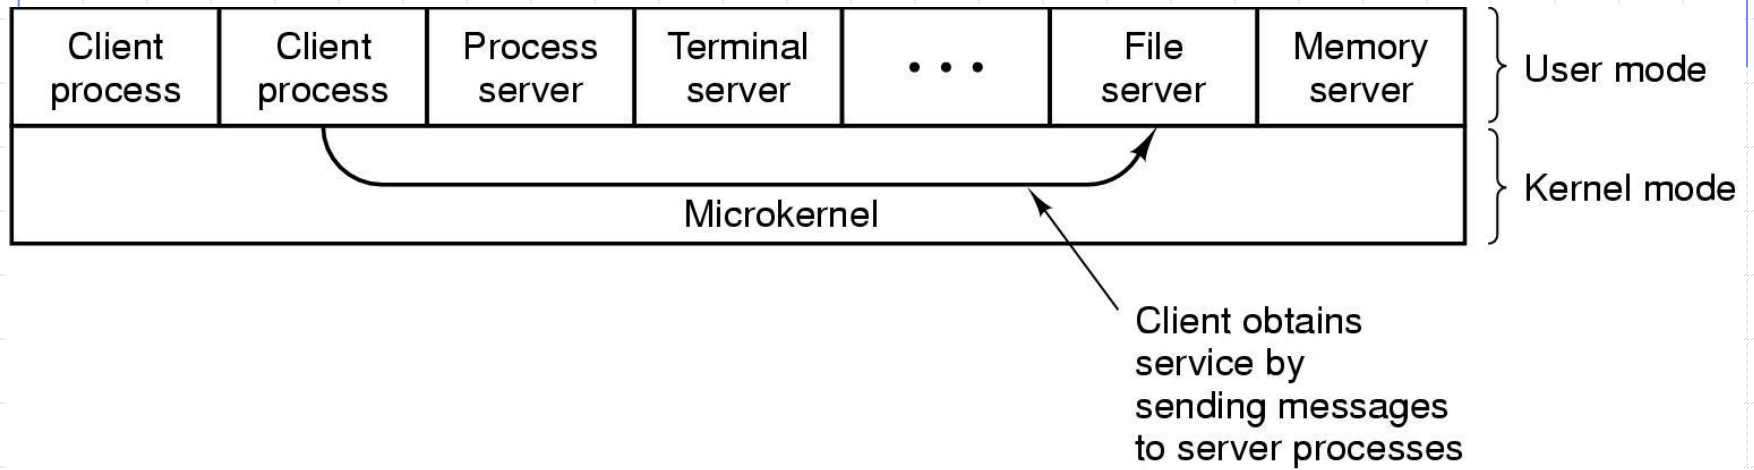 Client
process
Client
process
Process
server
Terminal
server
• • •
File
server
Memory
server
User mode
Microkernel
Kernel mode
Client obtains
service by
sending messages
to server processes